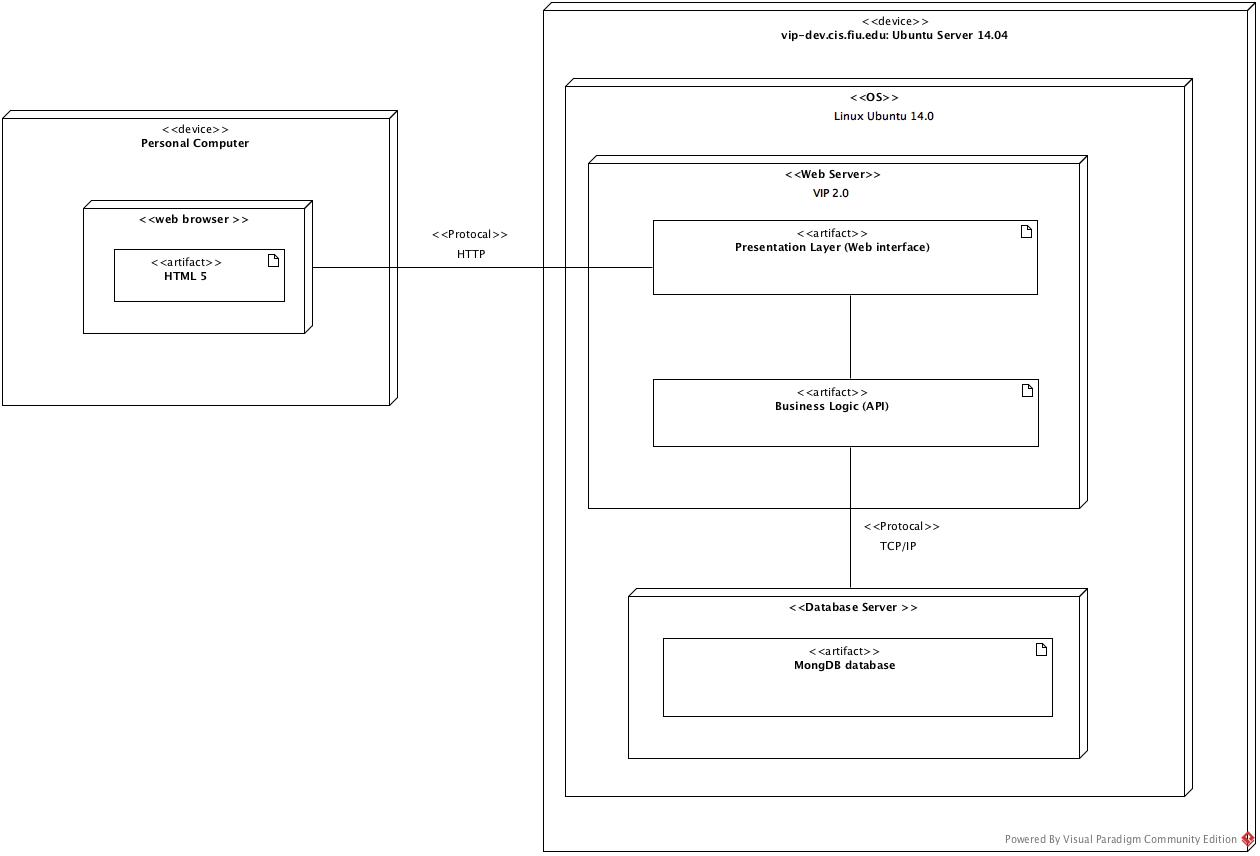 <<device>>
vip-dev.cis.fiu.edu: Ubuntu Server 14.04
<<OS>>
Linux Ubuntu 14.0
<<device>>
Personal Computer
<<web browser >>
<<artifact>>
HTML 5
<<Protocal>>
HTTP
<<Web Server>>
VIP 2.0
<<artifact>>
Presentation Layer (Web interface)
<<artifact>>
Business Logic (API)
<<Protocal>>
TCP/IP
<<Database Server >>
<<artifact>>
MongDB database
Powered By Visual Paradigm Community Edition